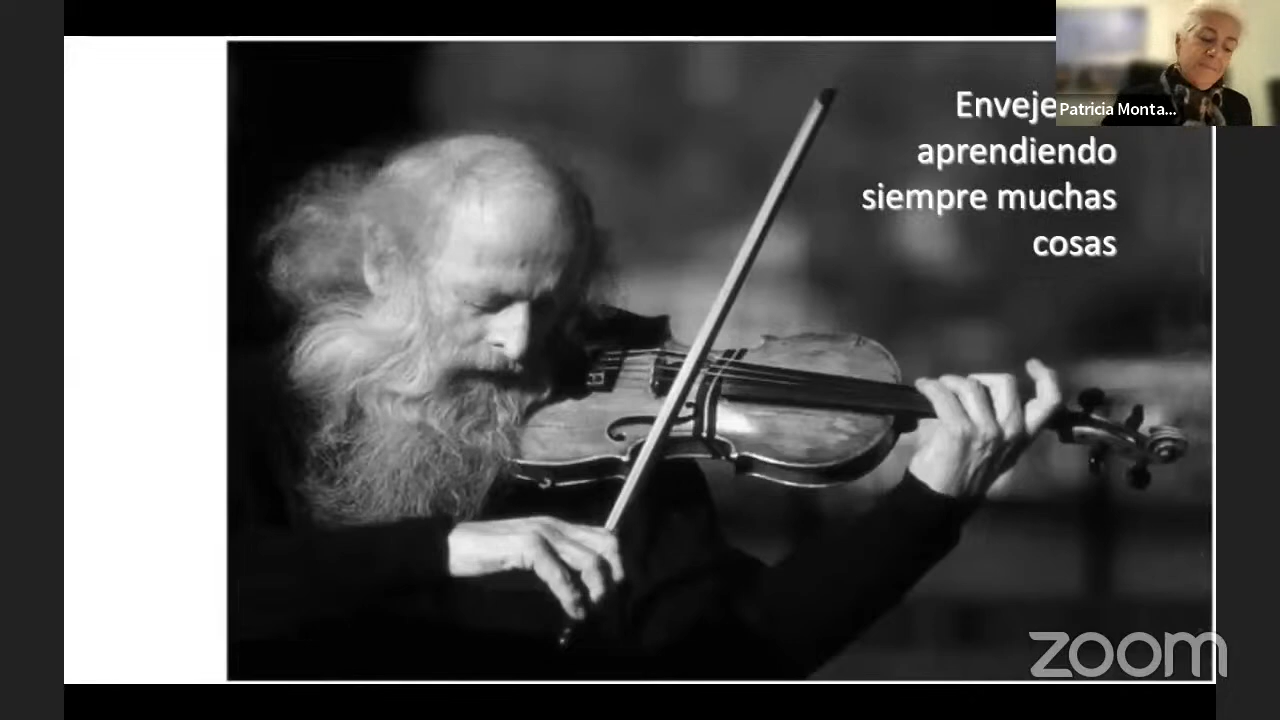 Enveje
aprendiendo
siempre muchas
cosas
Patricia Monta...
zoom